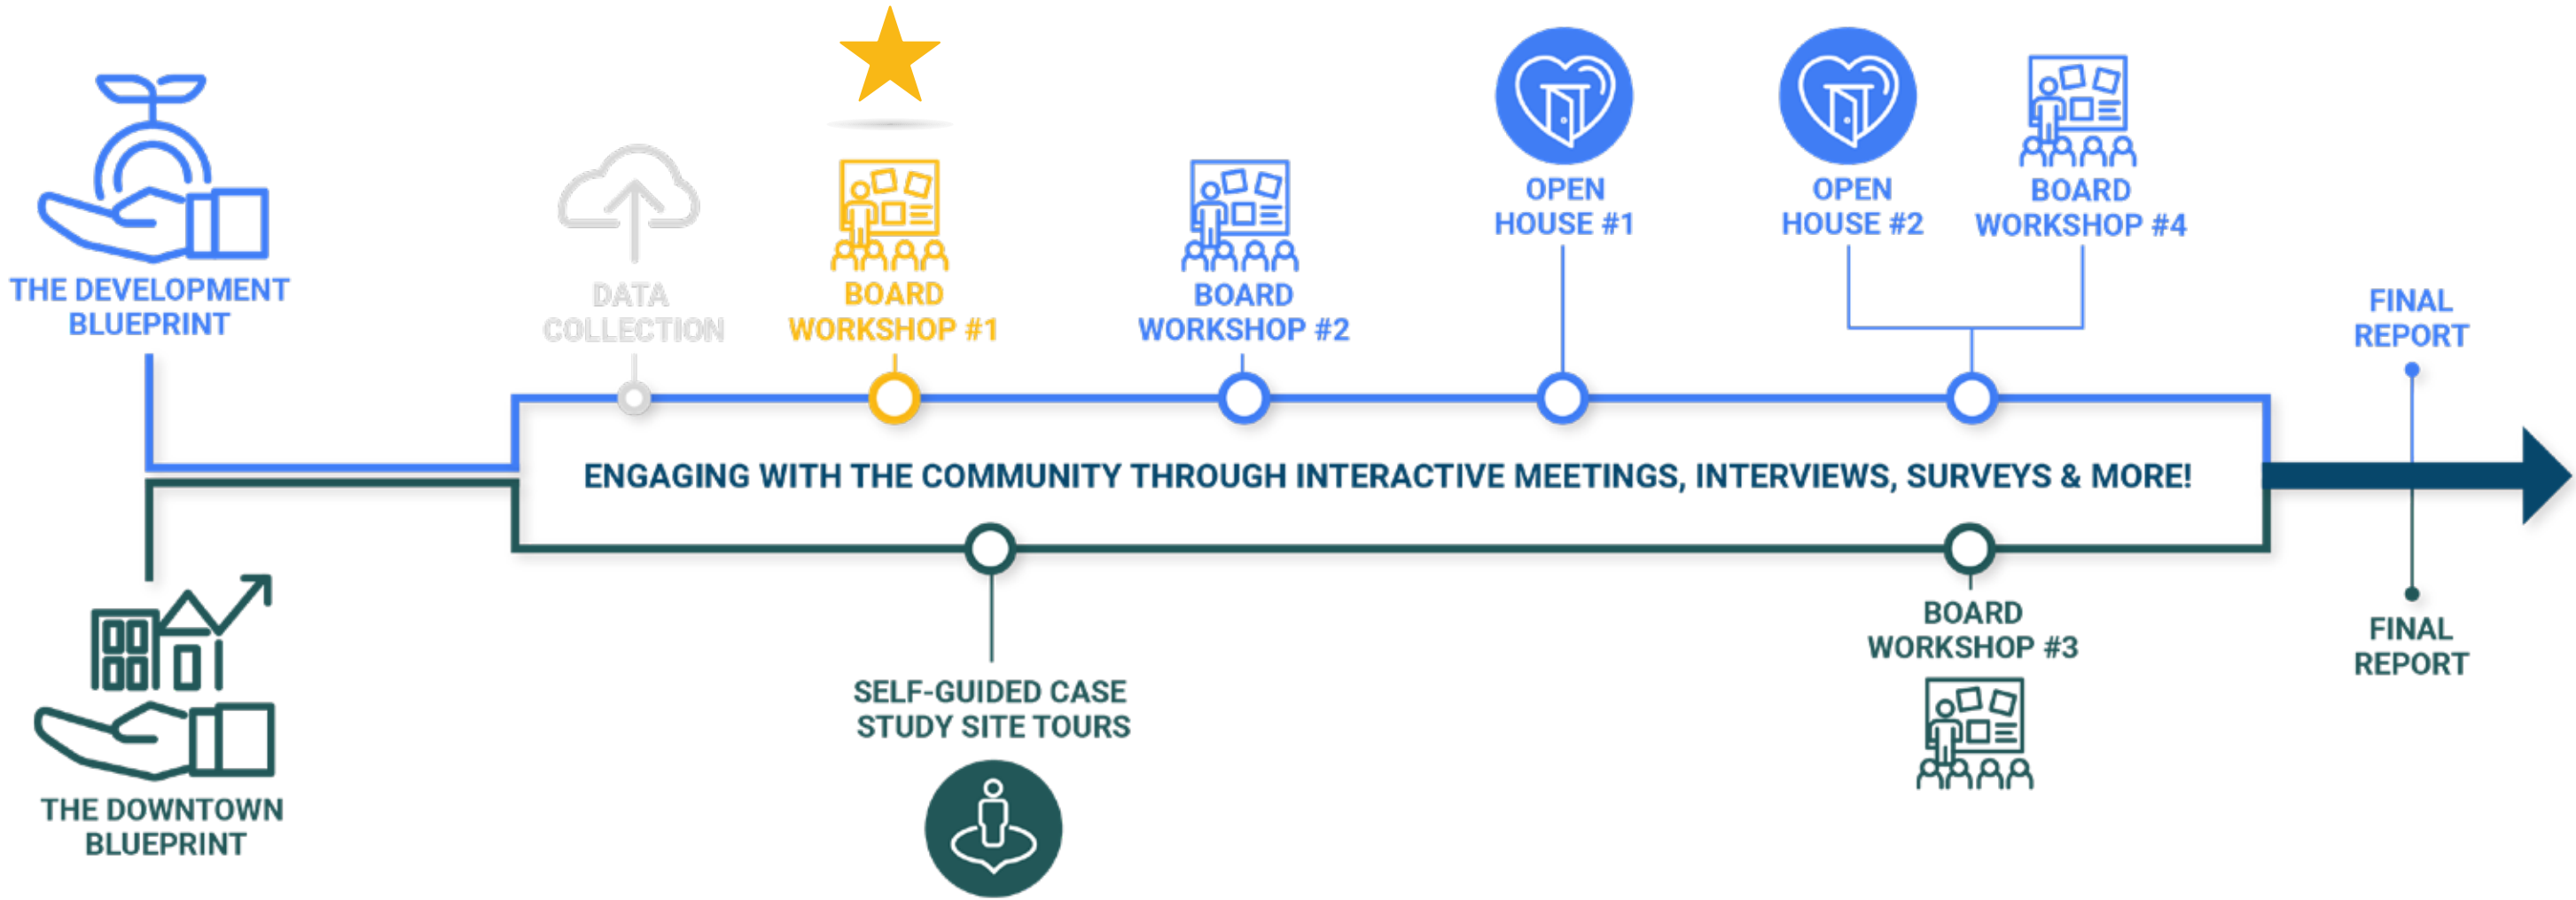 THE DEVELOPMENT
BLUEPRINT
DATA
COLLECTION
BOARD
WORKSHOP #1
BOARD
WORKSHOP #2
OPEN
HOUSE #1
OPEN
HOUSE #2
BOARD
WORKSHOP #4
FINAL
REPORT
ENGAGING WITH THE COMMUNITY THROUGH INTERACTIVE MEETINGS, INTERVIEWS, SURVEYS & MORE!
THE DOWNTOWN
BLUEPRINT
SELF-GUIDED CASE
STUDY SITE TOURS
BOARD
WORKSHOP #3
FINAL
REPORT